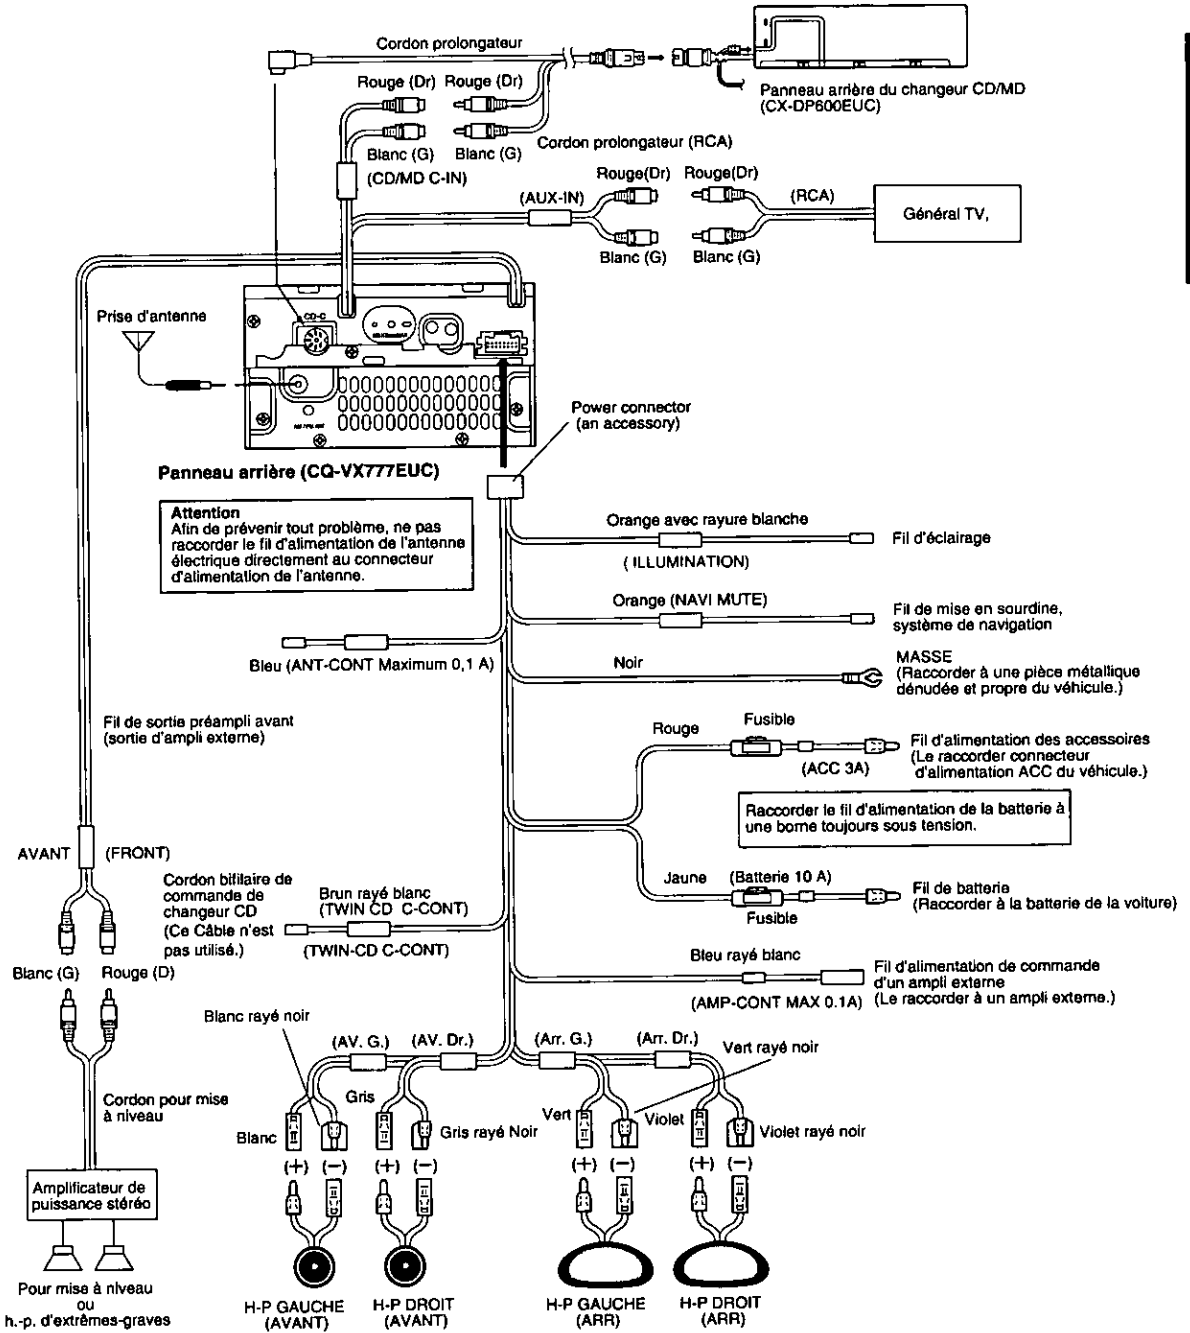 Cordon prolongateur
Rouge (Dr)
Rouge (Dr)
Panneau arrière du changeur CD/MD
(CX-DP600EUC)
Blanc (G)
Blanc (G)
Cordon prolongateur (RCA)
(CD/MD C-IN)
Rouge(Dr)
Rouge(Dr)
(AUX-IN)
(RCA)
Général TV,
Blanc (G)
Blanc (G)
Prise d'antenne
CD-C
Power connector
(an accessory)
Panneau arrière (CQ-VX777EUC)
Attention
Afin de prévenir tout problème, ne pas
raccorder le fil d'alimentation de l'antenne
électrique directement au connecteur
d'alimentation de l'antenne.
Orange avec rayure blanche
Fil d'éclairage
( ILLUMINATION)
Orange (NAVI MUTE)
Fil de mise en sourdine,
système de navigation
Bleu (ANT-CONT Maximum 0,1 A)
Noir
MASSE
(Raccorder à une pièce métallique
dénudée et propre du véhicule.)
Fil de sortie préampli avant
(sortie d'ampli externe)
Rouge
Fusible
(ACC 3A)
Fil d'alimentation des accessoires
(Le raccorder connecteur
d'alimentation ACC du véhicule.)
Raccorder le fil d'alimentation de la batterie à
une borne toujours sous tension.
AVANT
(FRONT)
Jaune
(Batterie 10 A)
Fusible
Fil de batterie
(Raccorder à la batterie de la voiture)
Cordon bifilaire de
commande de
changeur CD
(Ce Câble n'est
pas utilisé.)
Brun rayé blanc
(TWIN CD C-CONT)
(TWIN-CD C-CONT)
Blanc (G)
Rouge (D)
Bleu rayé blanc
(AMP-CONT MAX 0.1A)
Fil d'alimentation de commande
d'un ampli externe
(Le raccorder à un ampli externe.)
Blanc rayé noir
(AV. G.)
(AV. Dr.)
(Arr. G.)
(Arr. Dr.)
Vert rayé noir
Cordon pour mise
à niveau
Gris
Blanc
Gris rayé Noir
Vert
Violet
Violet rayé noir
(+)
(−)
(+)
(−)
(+)
(−)
(+)
(−)
Amplificateur de
puissance stéréo
Pour mise à niveau
ou
h.-p. d'extrêmes-graves
H-P GAUCHE
(AVANT)
H-P DROIT
(AVANT)
H-P GAUCHE
(ARR)
H-P DROIT
(ARR)